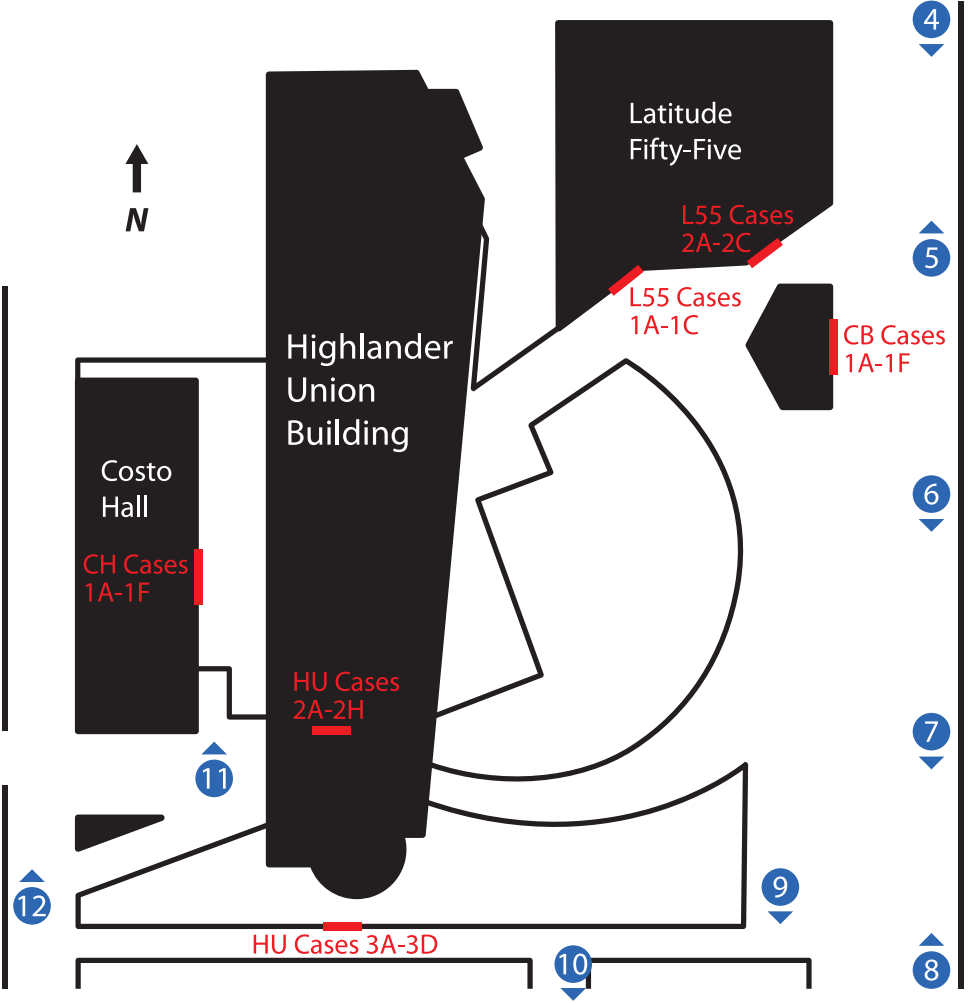 4
Latitude
Fifty-Five
N
L55 Cases
2A-2C
5
L55 Cases
1A-1C
CB Cases
1A-1F
Highlander
Union
Building
Costo
Hall
6
CH Cases
1A-1F
HU Cases
2A-2H
7
11
9
12
HU Cases 3A-3D
10
8